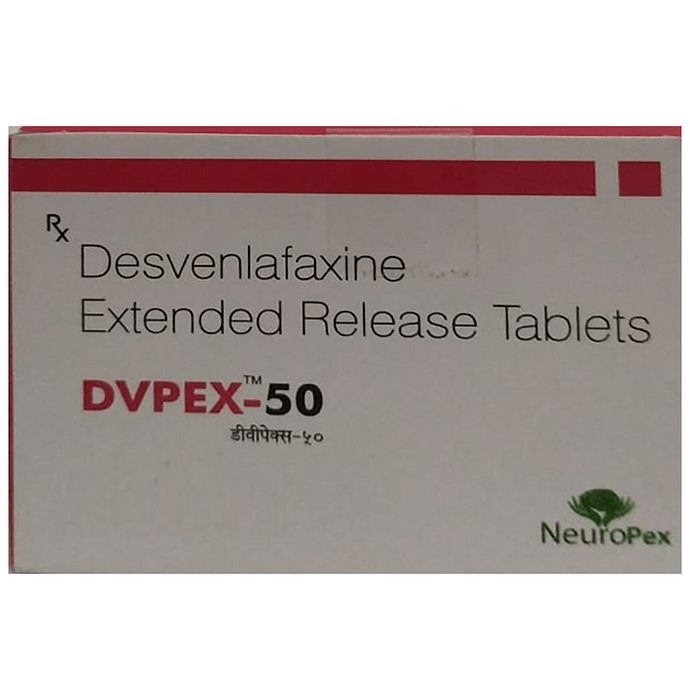 Rx
Desvenlafaxine
Extended Release Tablets
DVPEX™-50
डीवीपेक्स-५०
NeuroPex